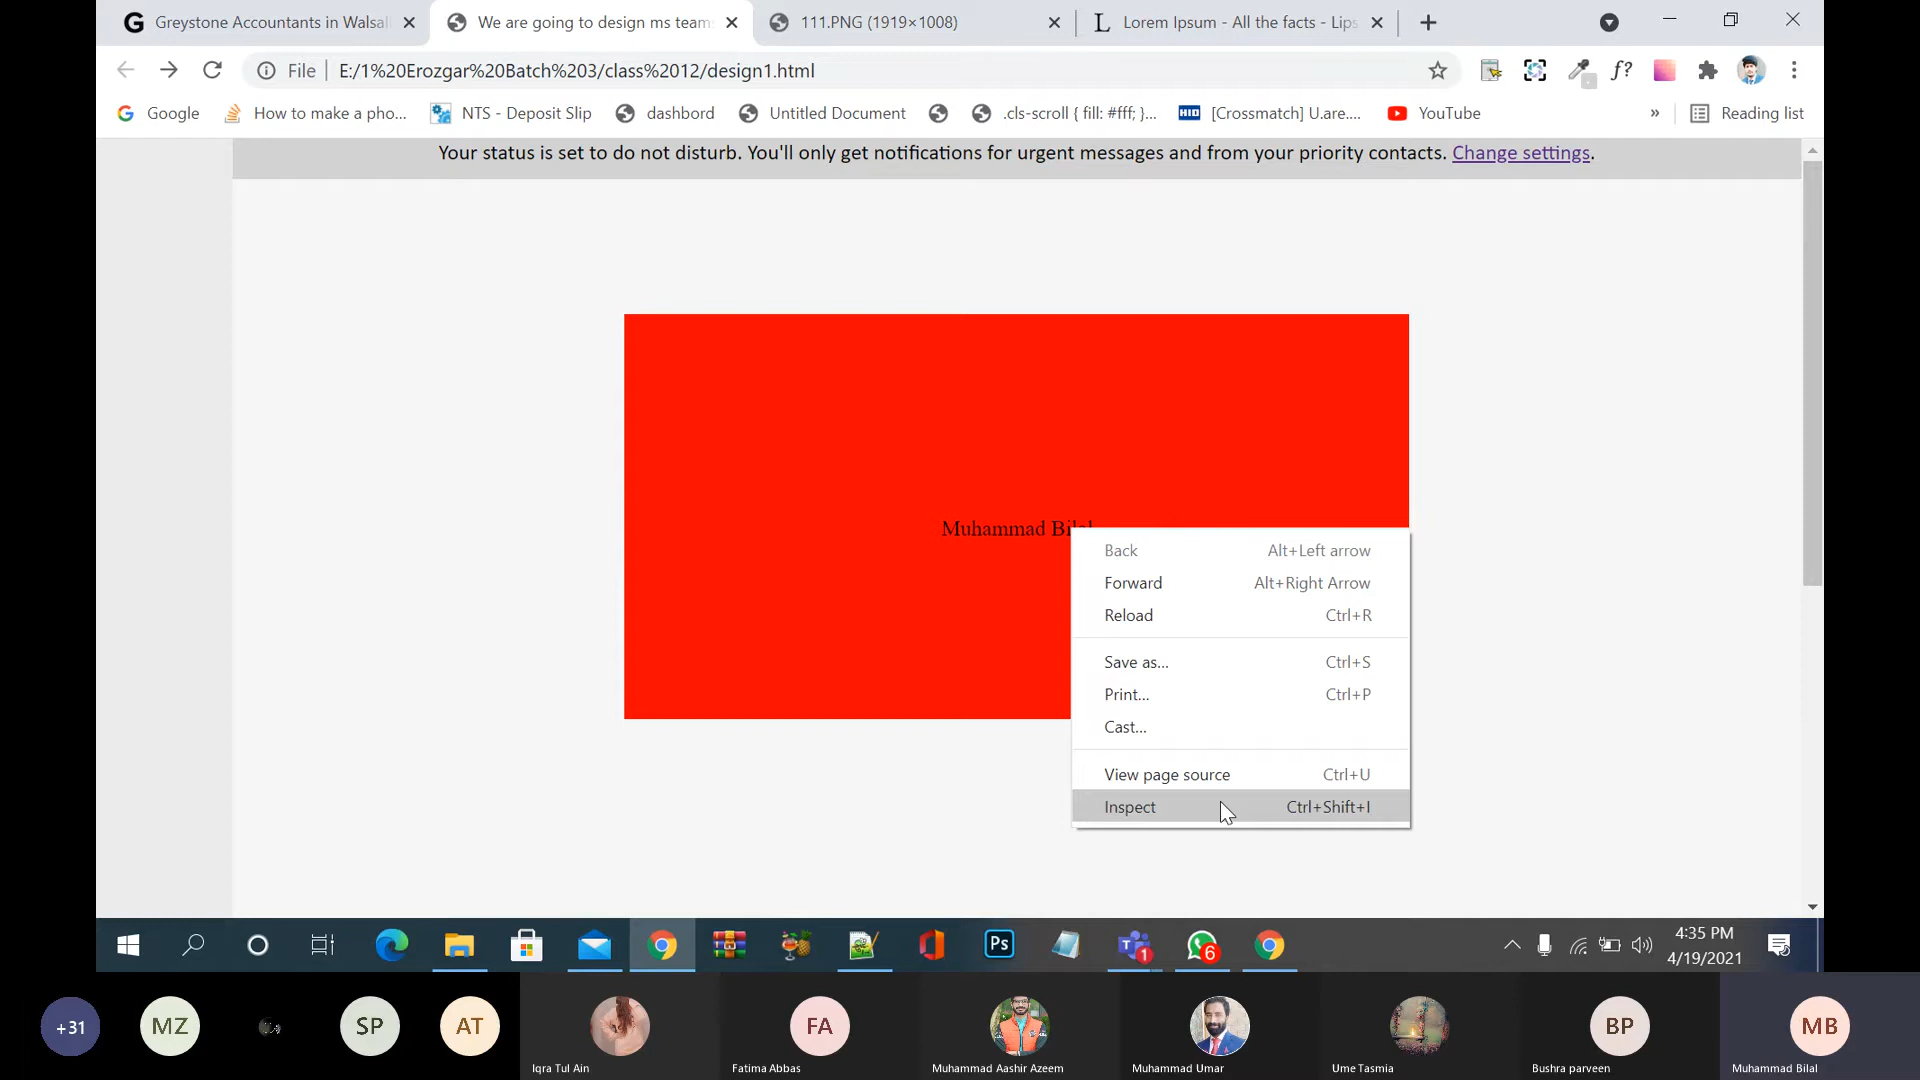 Greystone Accountants in Walsal
We are going to design ms team
111.PNG (1919×1008)
Lorem Ipsum - All the facts - Lips
File
E:/1%20Erozgar%20Batch%203/class%2012/design1.html
f?
Google
How to make a pho...
NTS - Deposit Slip
dashbord
Untitled Document
.cls-scroll { fill: #fff; }...
HID
[Crossmatch] U.are....
YouTube
»
Reading list
Your status is set to do not disturb. You'll only get notifications for urgent messages and from your priority contacts. Change settings.
Muhammad Bilal
Back Alt+Left arrow
Forward Alt+Right Arrow
Reload Ctrl+R
Save as... Ctrl+S
Print... Ctrl+P
Cast...
View page source Ctrl+U
Inspect Ctrl+Shift+I
Ps
1
6
4:35 PM
4/19/2021
+31
MZ
SP
AT
FA
BP
MB
Iqra Tul Ain
Fatima Abbas
Muhammad Aashir Azeem
Muhammad Umar
Ume Tasmia
Bushra parveen
Muhammad Bilal